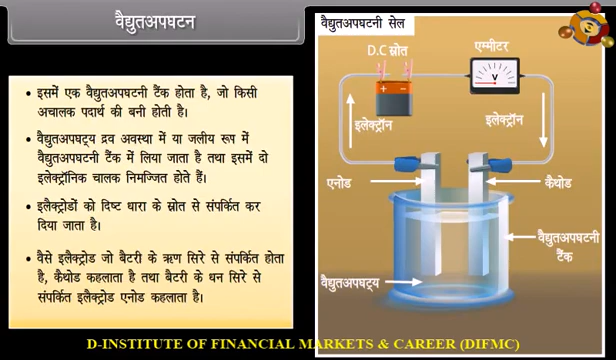 वैद्युतअपघटन
इसमें एक वैद्युतअपघटनी टैंक होता है, जो किसी
अचालक पदार्थ की बनी होती है।
वैद्युतअपघट्य द्रव अवस्था में या जलीय रूप में
वैद्युतअपघटनी टैंक में लिया जाता है तथा इसमें दो
इलेक्ट्रॉनिक चालक निमज्जित होते हैं।
इलैक्ट्रोडों को दिष्ट धारा के स्रोत से संपर्कित कर
दिया जाता है।
वैसे इलैक्ट्रोड जो बैटरी के ऋण सिरे से संपर्कित होता
है, कैथोड कहलाता है तथा बैटरी के धन सिरे से
संपर्कित इलैक्ट्रोड एनोड कहलाता है।
वैद्युतअपघटनी सेल
D.C स्रोत
एम्मीटर
+ −
V
इलेक्ट्रॉन
इलेक्ट्रॉन
एनोड
कैथोड
वैद्युतअपघटनी
टैंक
वैद्युतअपघट्य
D-INSTITUTE OF FINANCIAL MARKETS & CAREER (DIFMC)